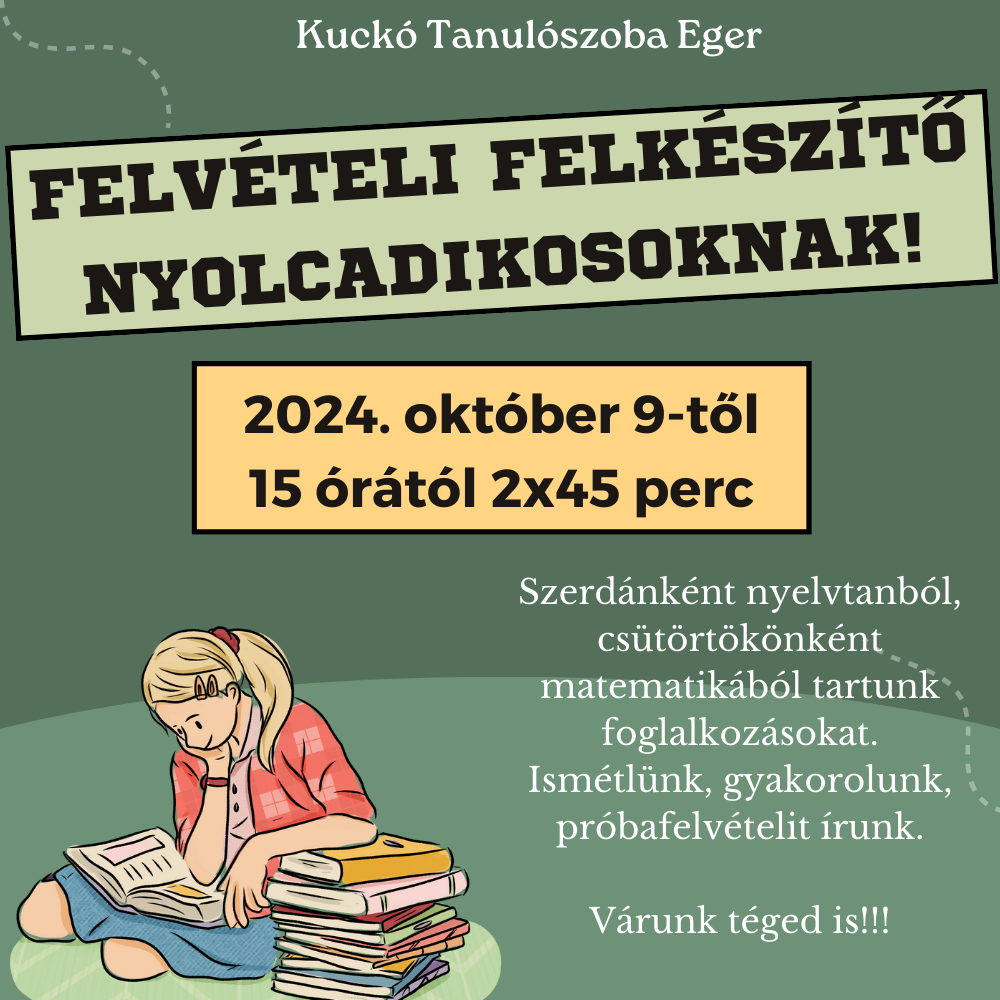 Kuckó Tanulószoba Eger
FELVÉTELI FELKÉSZÍTŐ
NYOLCADIKOSOKNAK!
2024. október 9-től
15 órától 2x45 perc
Szerdánként nyelvtanból,
csütörtökönként
matematikából tartunk
foglalkozásokat.
Ismétlünk, gyakorolunk,
próbafelvételit írunk.
Várunk téged is!!!